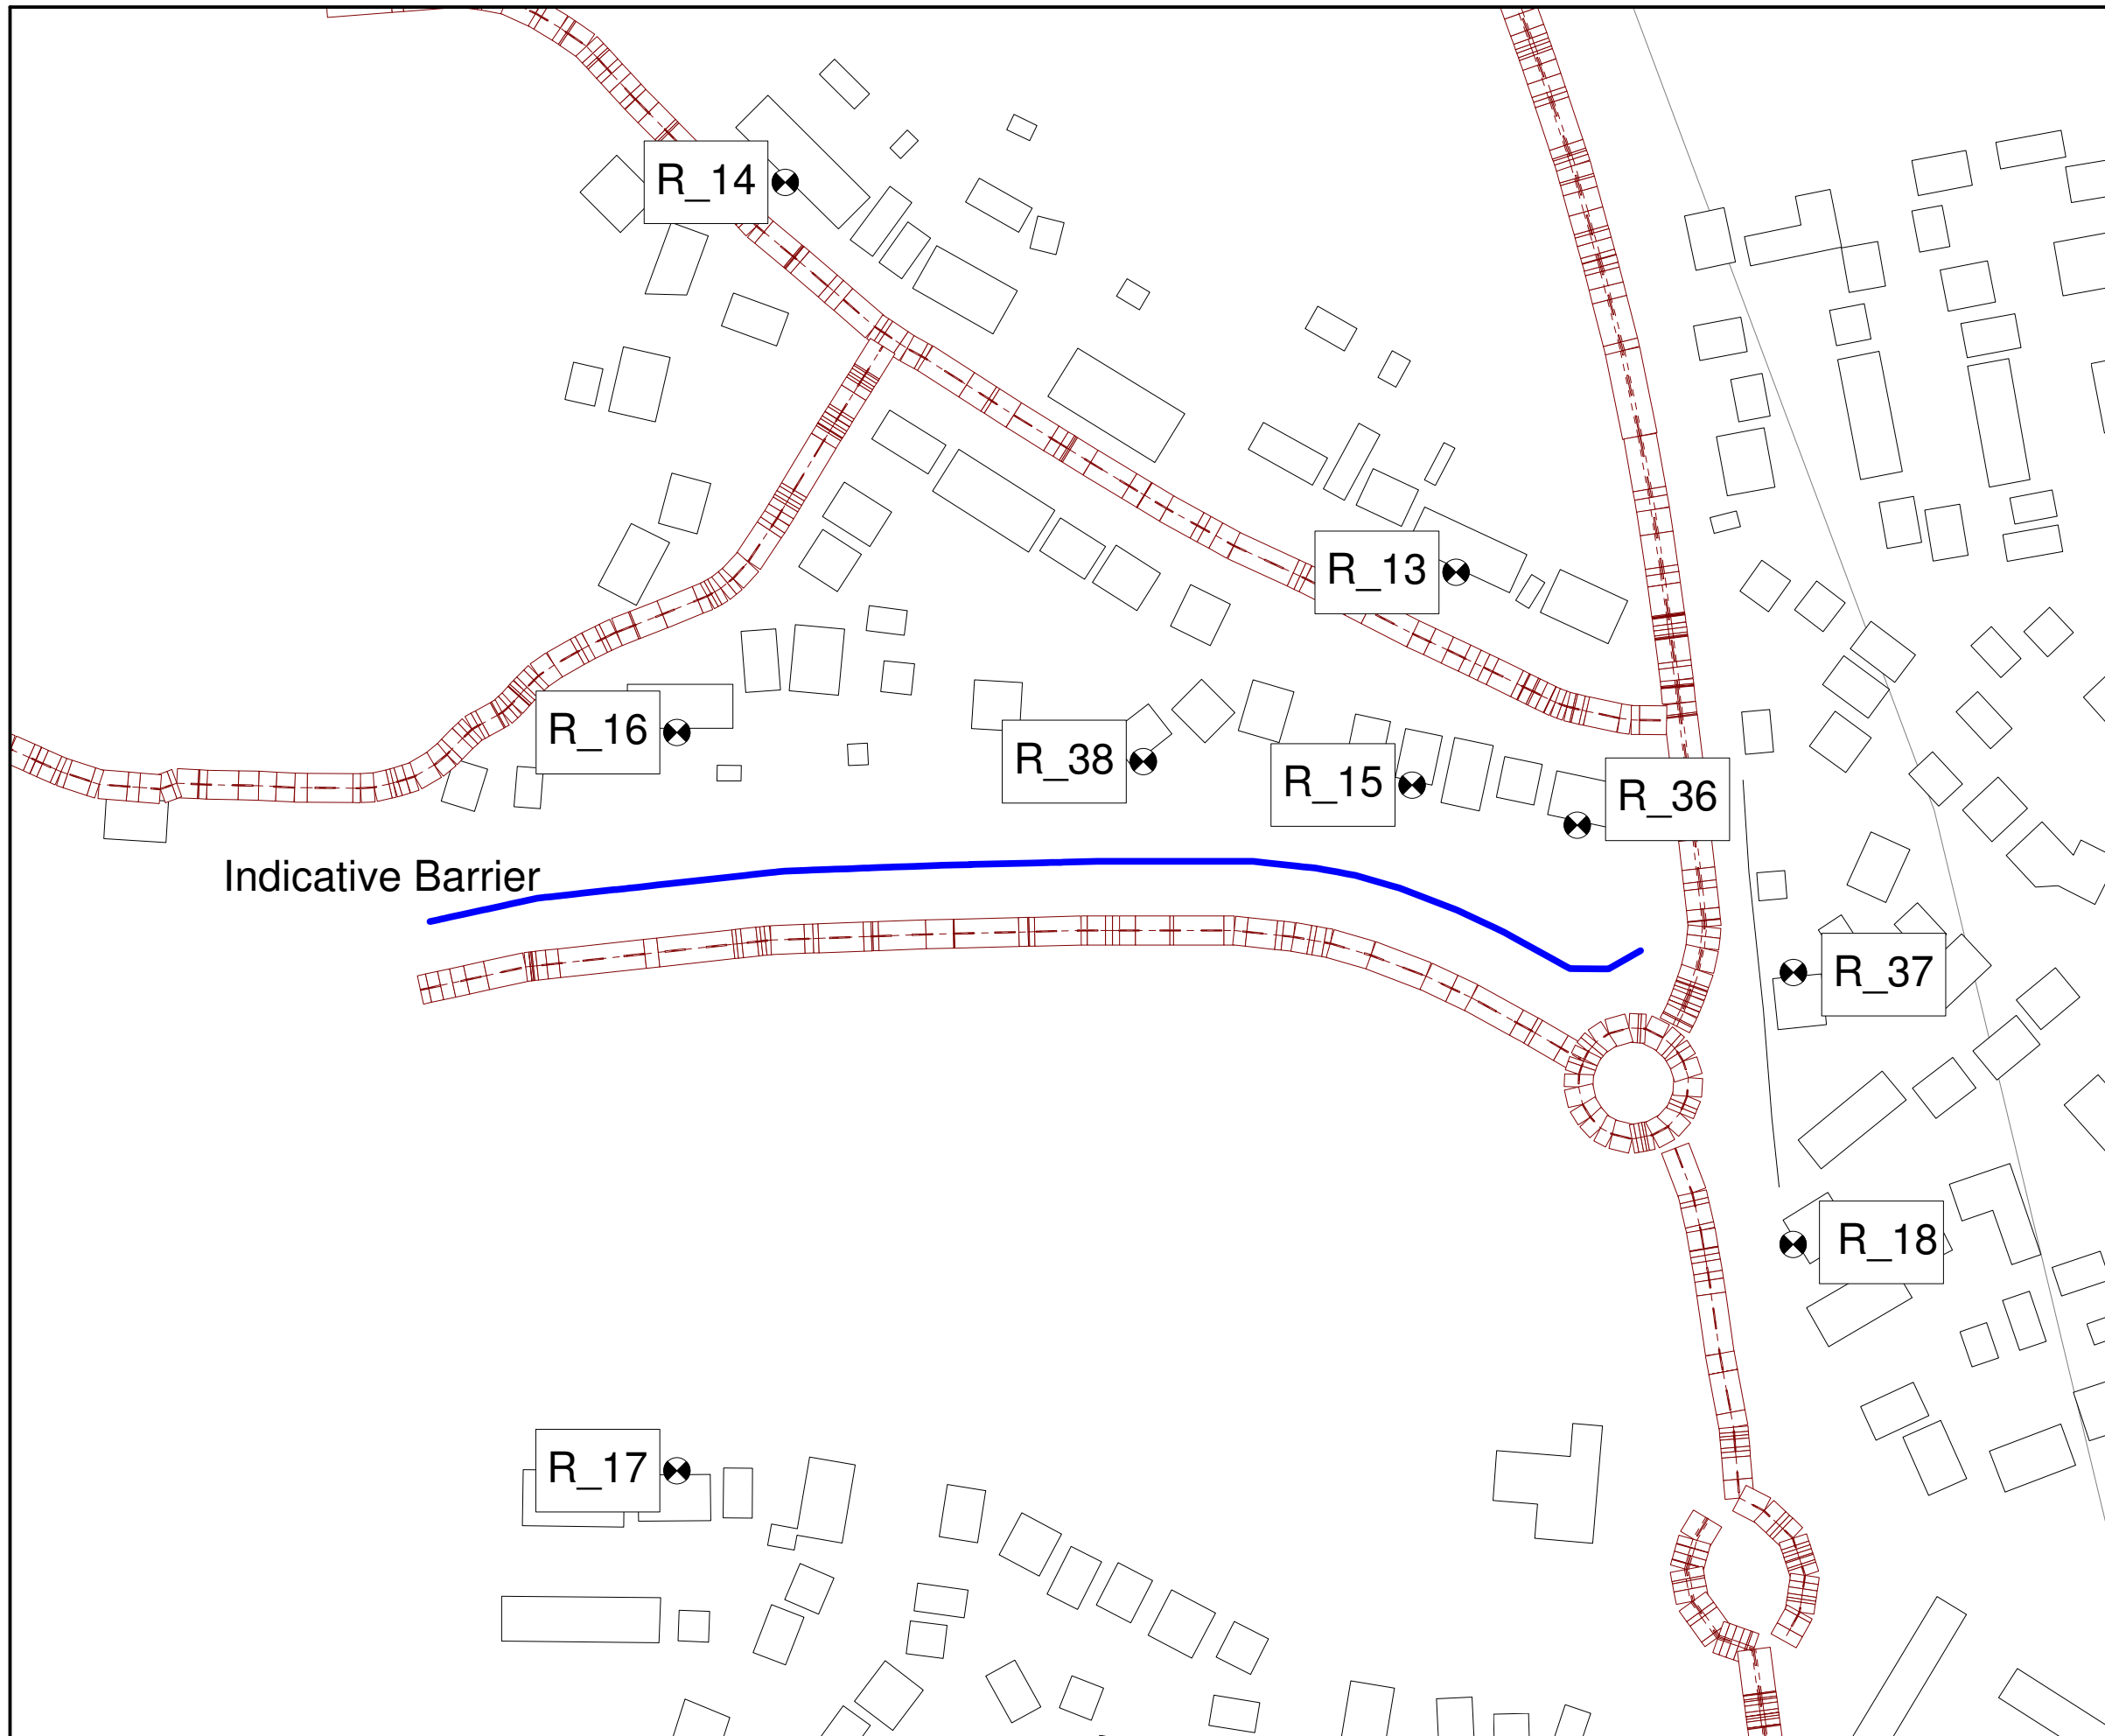 R_14
R_13
R_16
R_38
R_15
R_36
Indicative Barrier
R_37
R_18
R_17